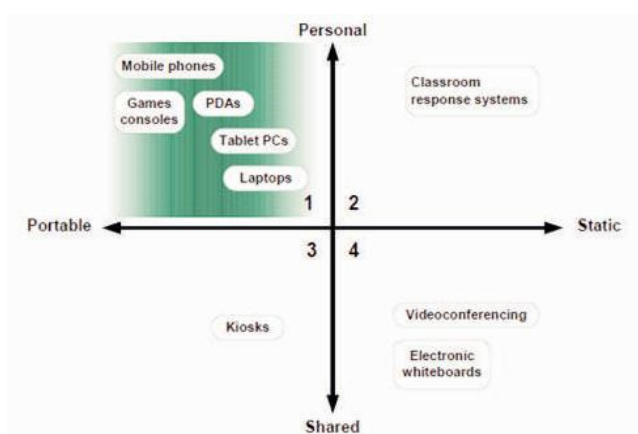 Personal
Mobile phones
Games
consoles
PDAs
Tablet PCs
Laptops
Classroom
response systems
1
2
Portable
Static
3
4
Kiosks
Videoconferencing
Electronic
whiteboards
Shared